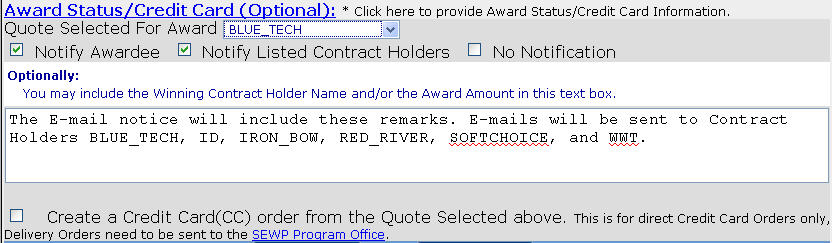 Award Status/Credit Card (Optional): * Click here to provide Award Status/Credit Card Information.
Quote Selected For Award BLUE_TECH
Notify Awardee Notify Listed Contract Holders No Notification
Optionally:
You may include the Winning Contract Holder Name and/or the Award Amount in this text box.
The E-mail notice will include these remarks. E-mails will be sent to Contract
Holders BLUE_TECH, ID, IRON_BOW, RED_RIVER, SOFTCHOICE, and WWT.
Create a Credit Card(CC) order from the Quote Selected above. This is for direct Credit Card Orders only,
Delivery Orders need to be sent to the SEWP Program Office.